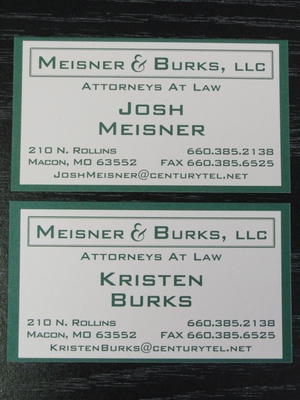 MEISNER & BURKS, LLC
ATTORNEYS AT LAW
JOSH
MEISNER
210 N. ROLLINS 660.385.2138
MACON, MO 63552 FAX 660.385.6525
JOSHMEISNER@CENTURYTEL.NET
MEISNER & BURKS, LLC
ATTORNEYS AT LAW
KRISTEN
BURKS
210 N. ROLLINS 660.385.2138
MACON, MO 63552 FAX 660.385.6525
KRISTENBURKS@CENTURYTEL.NET